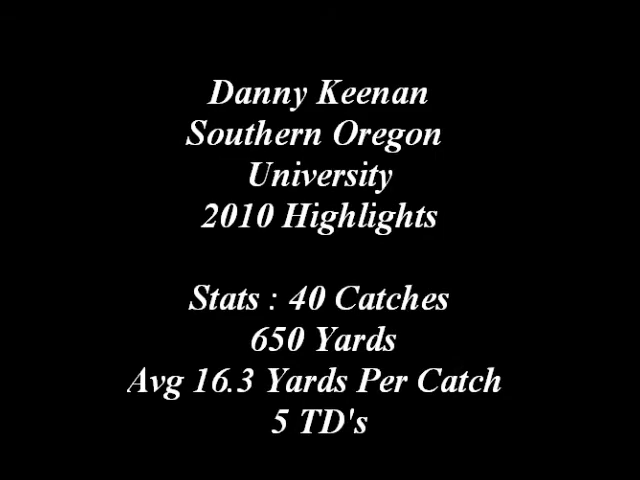 Danny Keenan
Southern Oregon
University
2010 Highlights
Stats : 40 Catches
650 Yards
Avg 16.3 Yards Per Catch
5 TD's